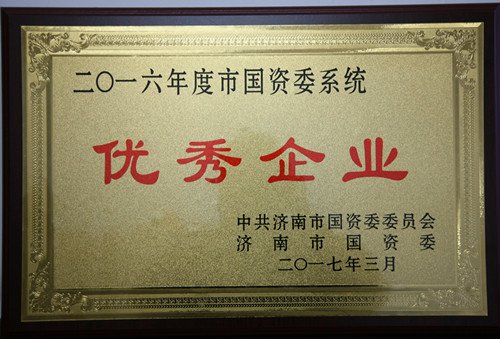 二〇一六年度市国资委系统
优秀企业
中共济南市国资委委员会
济南市国资委
二〇一七年三月